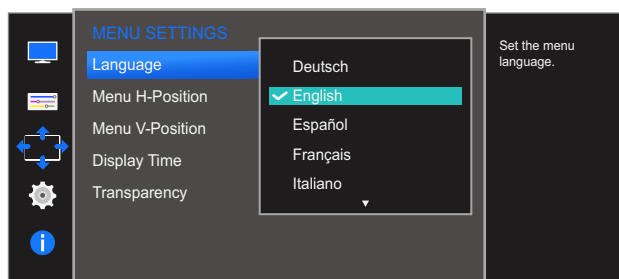 MENU SETTINGS
Language
Menu H-Position
Menu V-Position
Display Time
Transparency
Deutsch
English
Español
Français
Italiano
Set the menu
language.